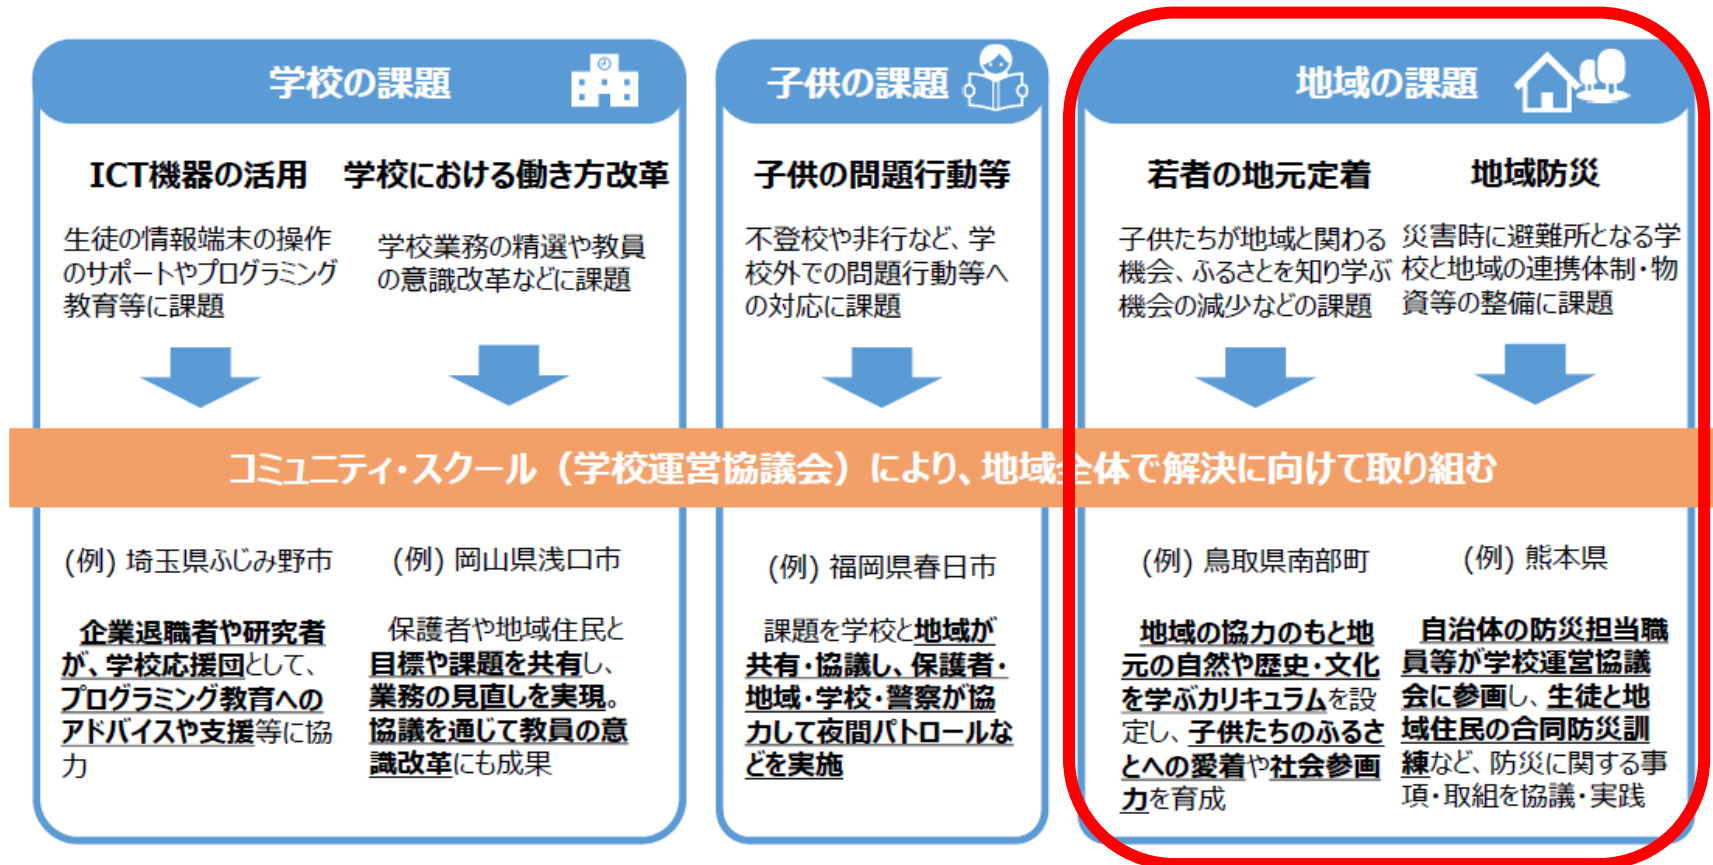 学校の課題
ICT機器の活用
生徒の情報端末の操作
のサポートやプログラミング
教育等に課題
学校における働き方改革
学校業務の精選や教員
の意識改革などに課題
子供の課題
子供の問題行動等
不登校や非行など、学
校外での問題行動等へ
の対応に課題
地域の課題
若者の地元定着
子供たちが地域と関わる
機会、ふるさとを知り学ぶ
機会の減少などの課題
地域防災
災害時に避難所となる学
校と地域の連携体制・物
資等の整備に課題
コミュニティ・スクール（学校運営協議会）により、地域全体で解決に向けて取り組む
(例) 埼玉県ふじみ野市
企業退職者や研究者
が、学校応援団として、
プログラミング教育への
アドバイスや支援等に協
力
(例) 岡山県浅口市
保護者や地域住民と
目標や課題を共有し、
業務の見直しを実現。
協議を通じて教員の意
識改革にも成果
(例) 福岡県春日市
課題を学校と地域が
共有・協議し、保護者・
地域・学校・警察が協
力して夜間パトロールな
どを実施
(例) 鳥取県南部町
地域の協力のもと地
元の自然や歴史・文化
を学ぶカリキュラムを設
定し、子供たちのふるさ
とへの愛着や社会参画
力を育成
(例) 熊本県
自治体の防災担当職
員等が学校運営協議
会に参画し、生徒と地
域住民の合同防災訓
練など、防災に関する事
項・取組を協議・実践